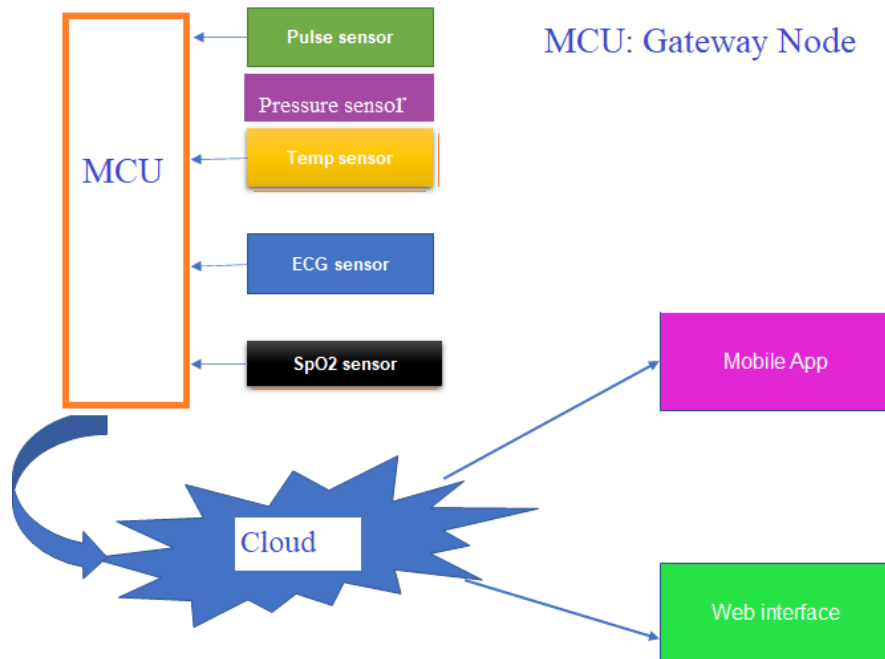 Pulse sensor
MCU: Gateway Node
Pressure sensor
Temp sensor
MCU
ECG sensor
SpO2 sensor
Mobile App
Cloud
Web interface